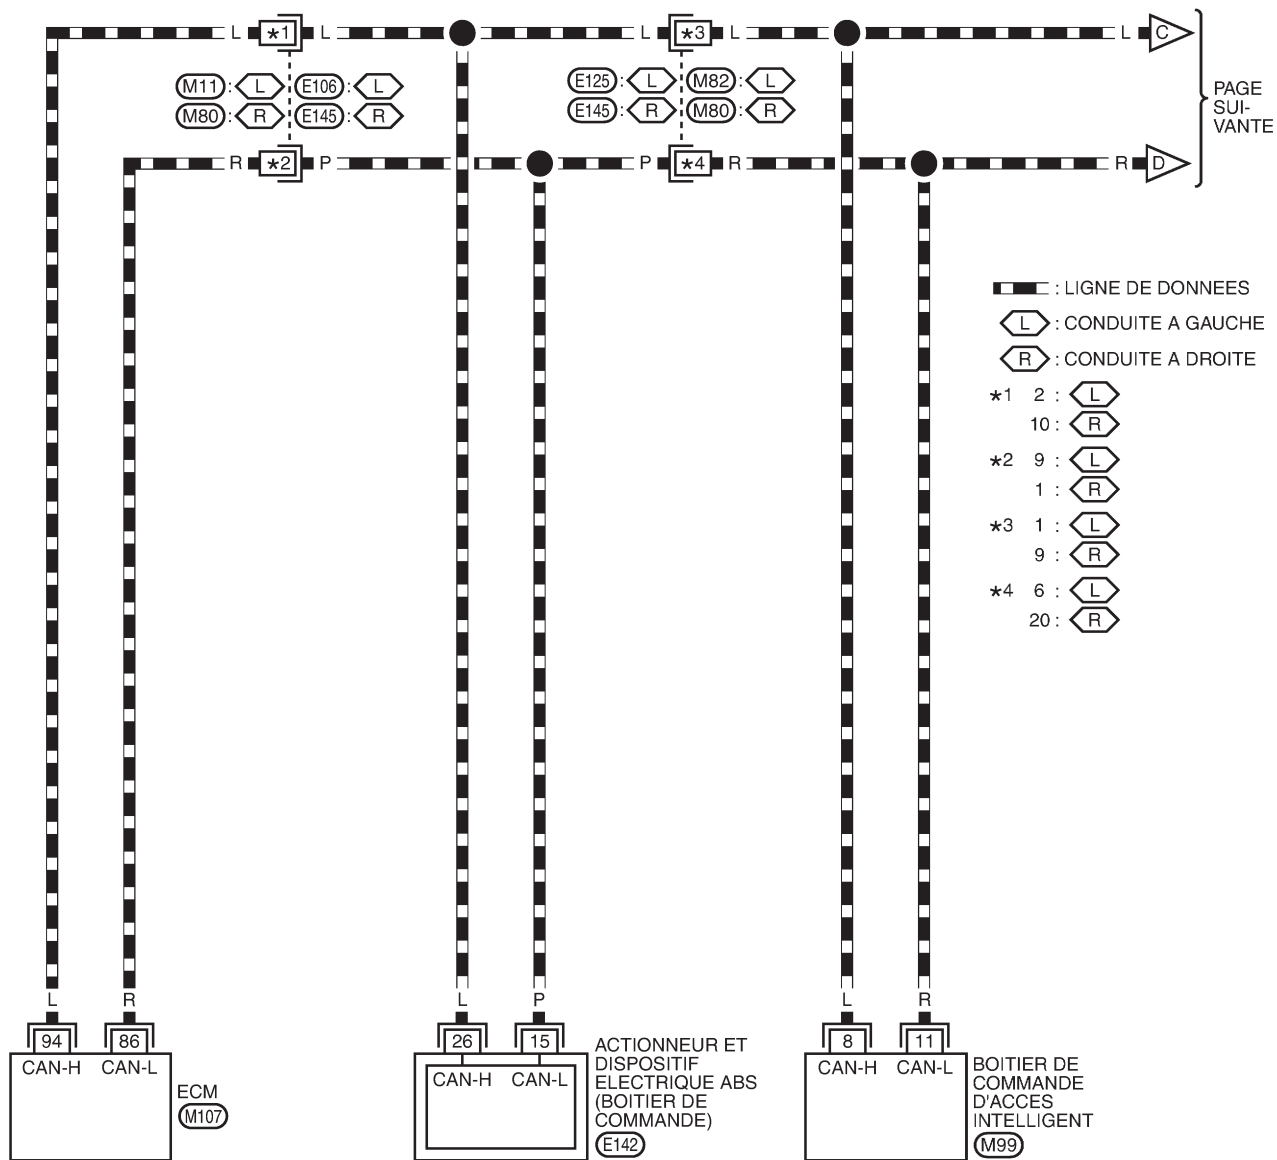 L *1 L L *3 L L C
M11 : L E106 : L
M80 : R E145 : R
E125 : L M82 : L
E145 : R M80 : R
R *2 P P *4 R R D
PAGE
SUI-
VANTE
: LIGNE DE DONNEES
L : CONDUITE A GAUCHE
R : CONDUITE A DROITE
*1 2 : L
10 : R
*2 9 : L
1 : R
*3 1 : L
9 : R
*4 6 : L
20 : R
L R L P L R
94 86 26 15 8 11
CAN-H CAN-L
ECM
M107
CAN-H CAN-L
ACTIONNEUR ET
DISPOSITIF
ELECTRIQUE ABS
(BOITIER DE
COMMANDE)
E142
CAN-H CAN-L
BOITIER DE
COMMANDE
D'ACCES
INTELLIGENT
M99